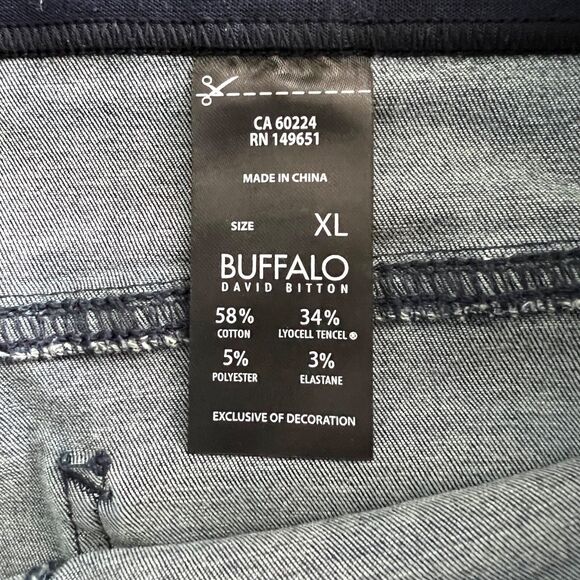 CA 60224
RN 149651
MADE IN CHINA
SIZE XL
BUFFALO
DAVID BITTON
58% 34%
COTTON LYOCELL TENCEL®
5% 3%
POLYESTER ELASTANE
EXCLUSIVE OF DECORATION